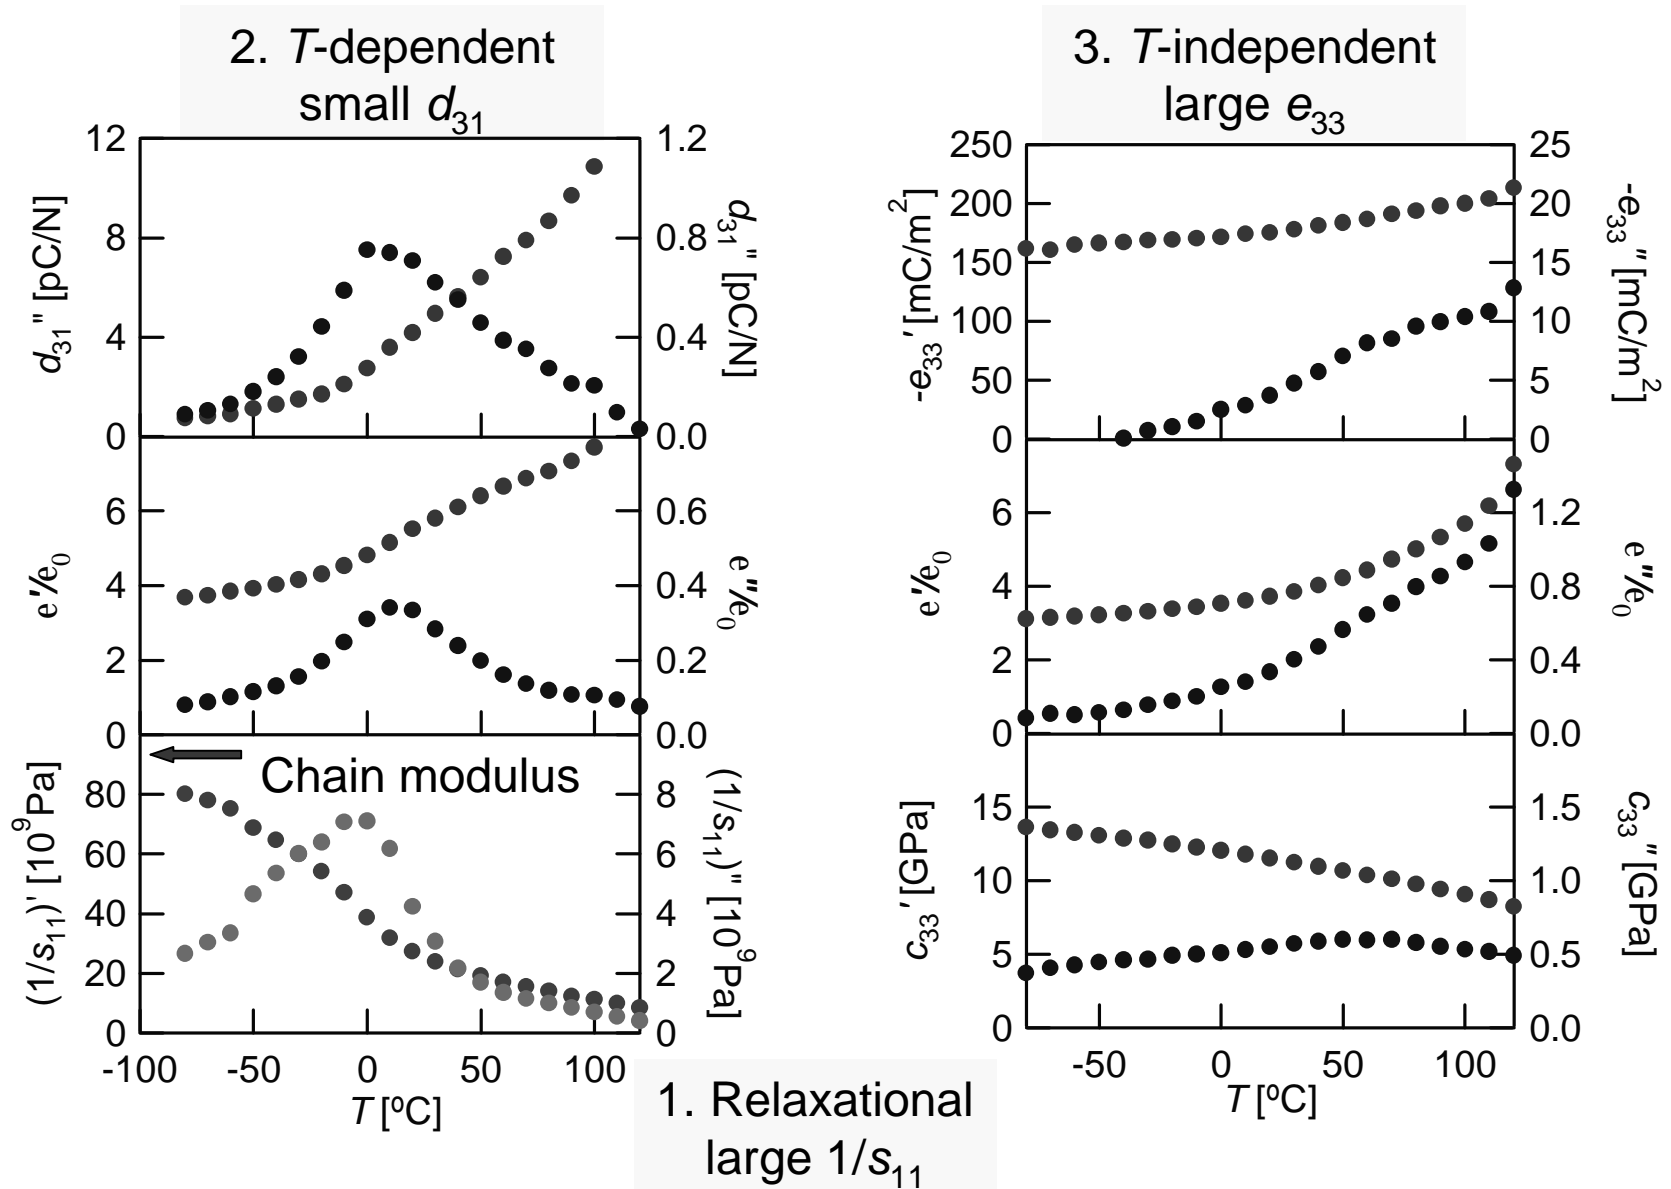 2. T-dependent
small d31
3. T-independent
large e33
12
8
4
0
d31" [pC/N]
1.2
0.8
0.4
0.0
d31" [pC/N]
6
4
2
0
e'/e0
0.6
0.4
0.2
0.0
e"/e0
Chain modulus
80
60
40
20
0
(1/s11)' [10^9 Pa]
8
6
4
2
0
(1/s11)" [10^9 Pa]
-100 -50 0 50 100
T [ºC]
250
200
150
100
50
0
-e33' [mC/m2]
25
20
15
10
5
0
-e33" [mC/m2]
6
4
2
0
e'/e0
1.2
0.8
0.4
0.0
e"/e0
15
10
5
0
c33' [GPa]
1.5
1.0
0.5
0.0
c33" [GPa]
-50 0 50 100
T [ºC]
1. Relaxational
large 1/s11